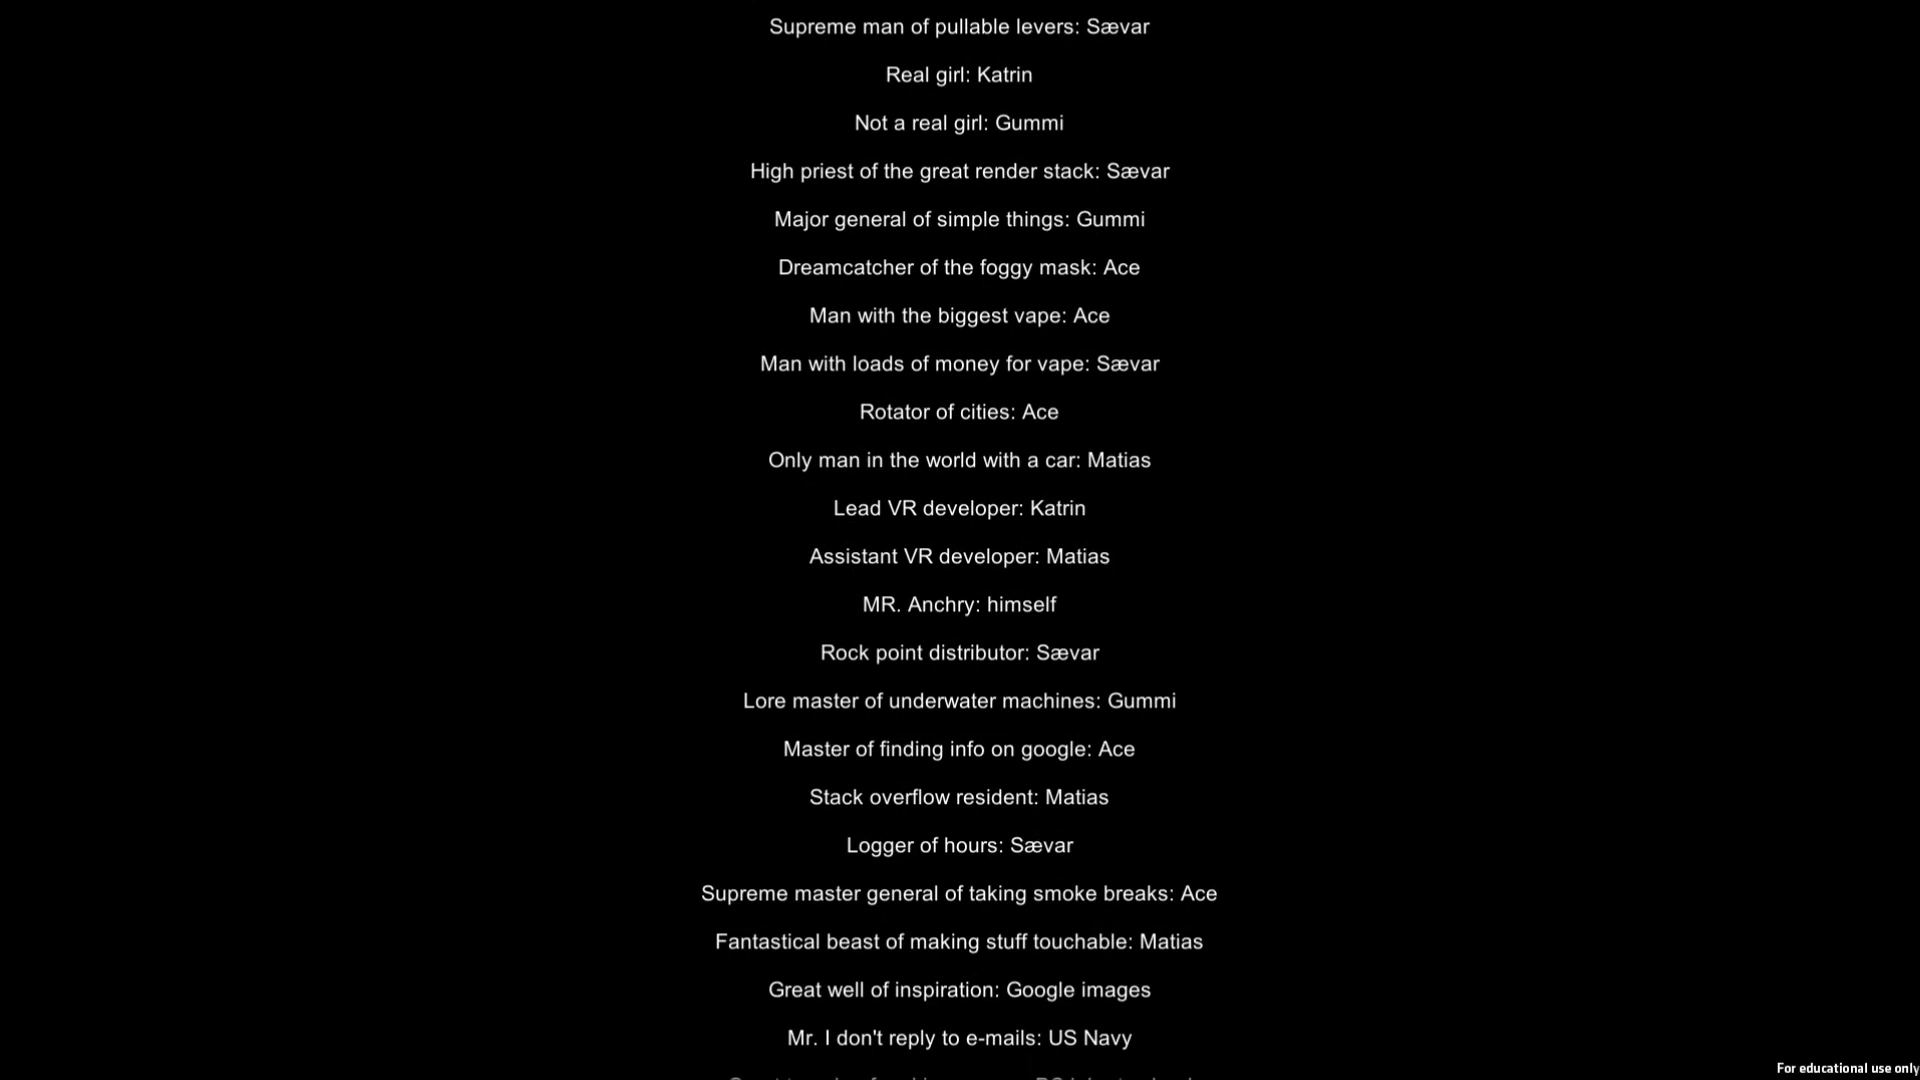 Supreme man of pullable levers: Sævar
Real girl: Katrin
Not a real girl: Gummi
High priest of the great render stack: Sævar
Major general of simple things: Gummi
Dreamcatcher of the foggy mask: Ace
Man with the biggest vape: Ace
Man with loads of money for vape: Sævar
Rotator of cities: Ace
Only man in the world with a car: Matias
Lead VR developer: Katrin
Assistant VR developer: Matias
MR. Anchry: himself
Rock point distributor: Sævar
Lore master of underwater machines: Gummi
Master of finding info on google: Ace
Stack overflow resident: Matias
Logger of hours: Sævar
Supreme master general of taking smoke breaks: Ace
Fantastical beast of making stuff touchable: Matias
Great well of inspiration: Google images
Mr. I don't reply to e-mails: US Navy
For educational use only